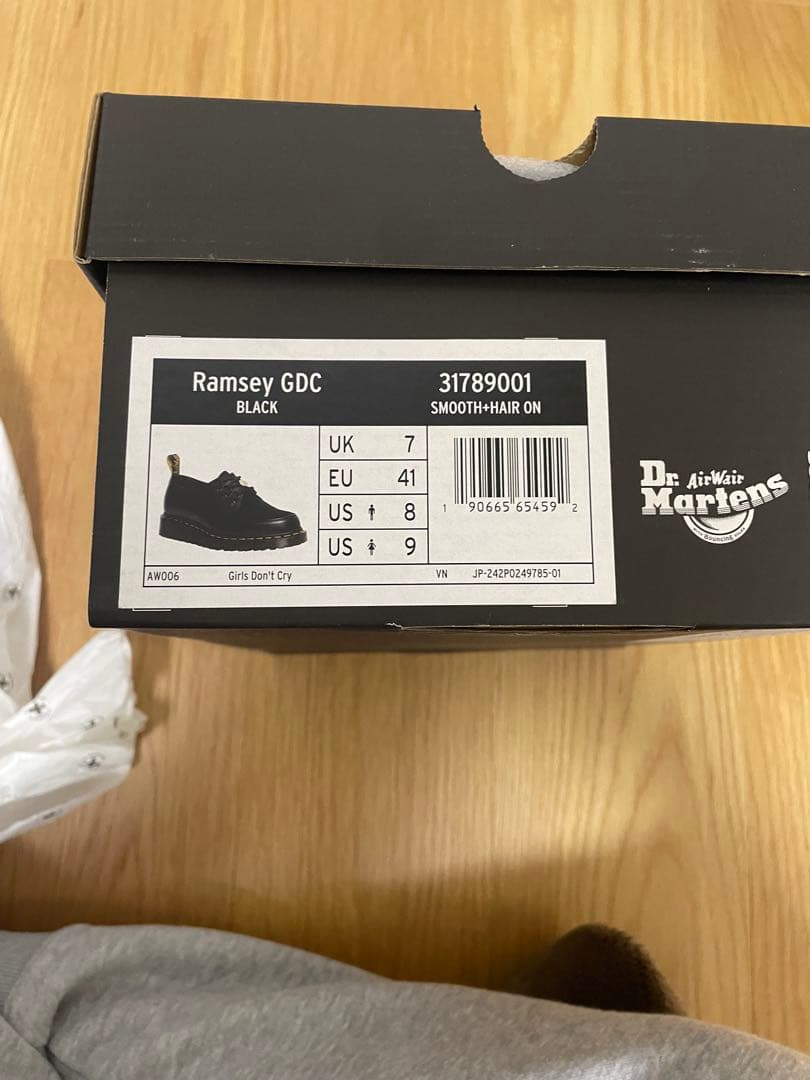 Ramsey GDC
BLACK
31789001
SMOOTH+HAIR ON
UK 7
EU 41
US 8
US 9
1 90665 65459 2
AW006 Girls Don't Cry VN JP-242P0249785-01
Dr. AirWair
Martens
Bouncing